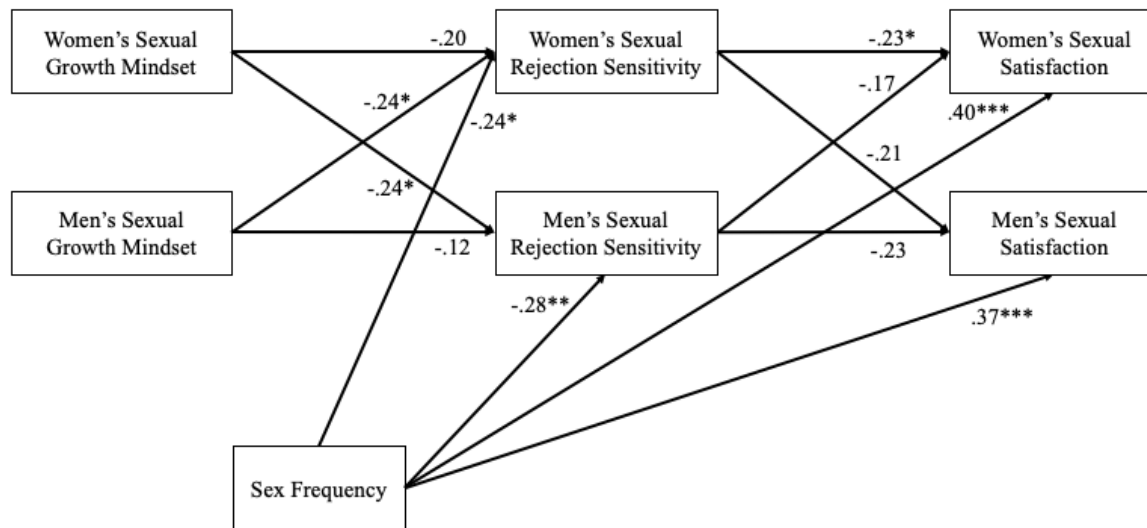 Women's Sexual
Growth Mindset
-.20
Women's Sexual
Rejection Sensitivity
-.23*
Women's Sexual
Satisfaction
-.24*
-.24*
-.17
.40***
-.24*
-.21
Men's Sexual
Growth Mindset
-.12
Men's Sexual
Rejection Sensitivity
-.23
Men's Sexual
Satisfaction
-.28**
.37***
Sex Frequency